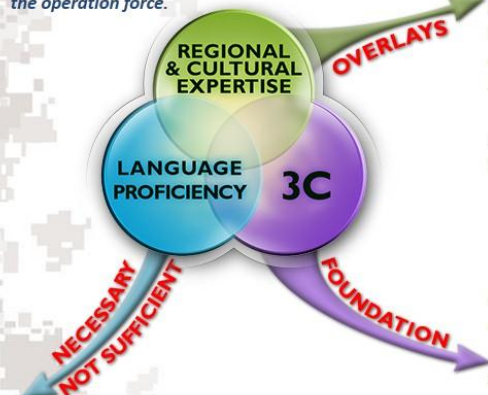 the operation force.
REGIONAL
& CULTURAL
EXPERTISE
OVERLAYS
LANGUAGE
PROFICIENCY
3C
NECESSARY
NOT SUFFICIENT
FOUNDATION